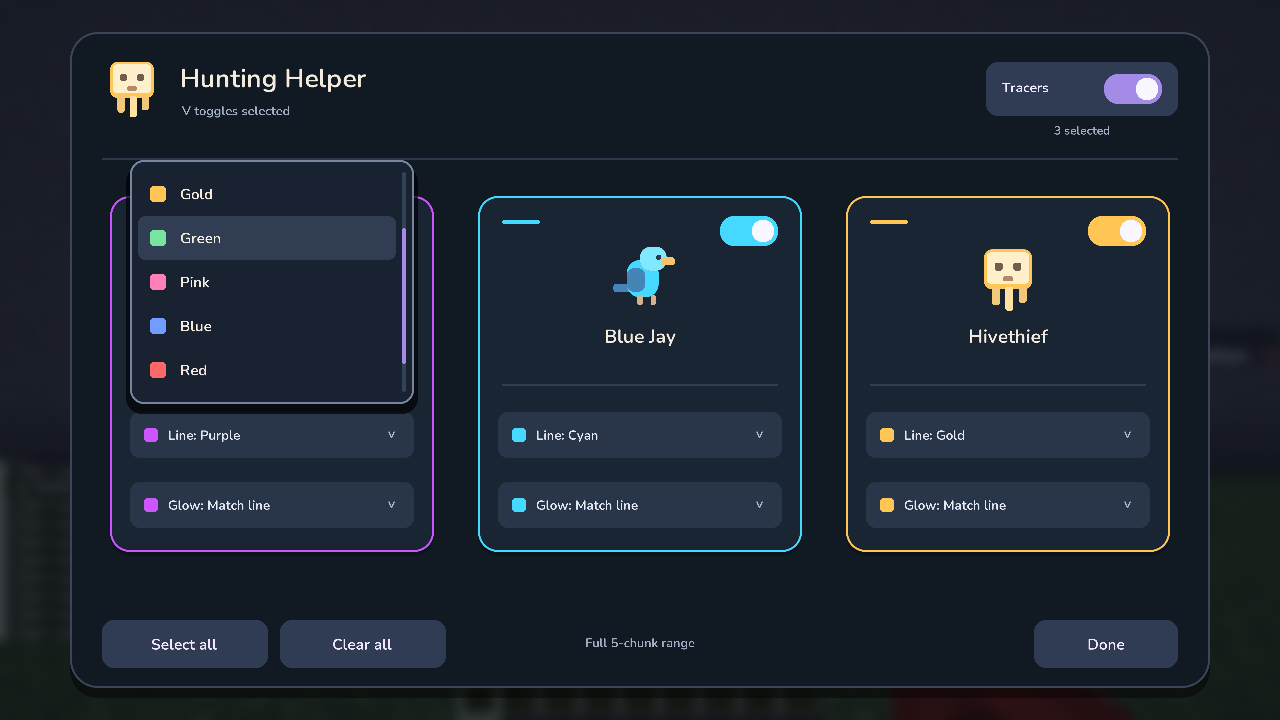 Hunting Helper
V toggles selected
Tracers
3 selected
Gold
Green
Pink
Blue
Red
Line: Purple
Glow: Match line
Blue Jay
Line: Cyan
Glow: Match line
Hivethief
Line: Gold
Glow: Match line
Select all
Clear all
Full 5-chunk range
Done